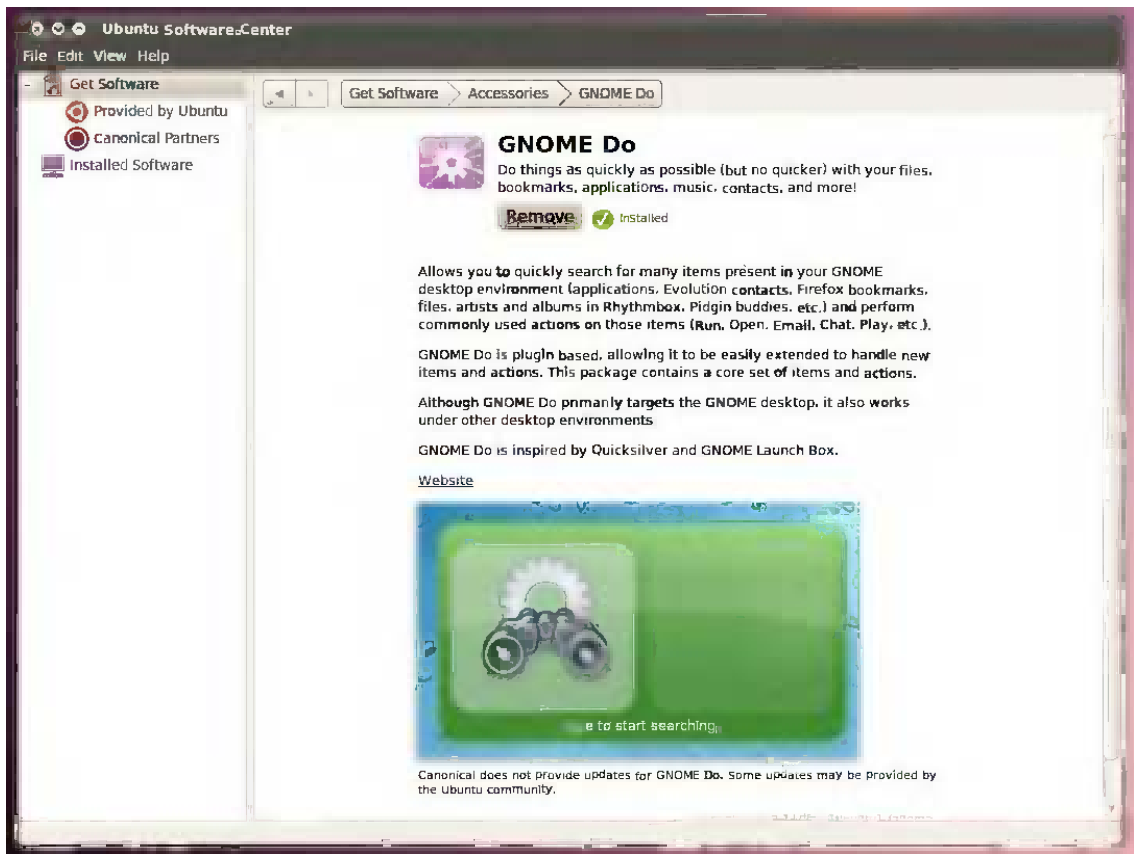 Ubuntu Software Center
File Edit View Help
Get Software
Provided by Ubuntu
Canonical Partners
Installed Software
Get Software Accessories GNOME Do
GNOME Do
Do things as quickly as possible (but no quicker) with your files,
bookmarks, applications, music, contacts, and more!
Remove Installed
Allows you to quickly search for many items present in your GNOME
desktop environment (applications, Evolution contacts, Firefox bookmarks,
files, artists and albums in Rhythmbox, Pidgin buddies, etc.) and perform
commonly used actions on those items (Run, Open, Email, Chat, Play, etc.).
GNOME Do is plugin based, allowing it to be easily extended to handle new
items and actions. This package contains a core set of items and actions.
Although GNOME Do primarily targets the GNOME desktop, it also works
under other desktop environments
GNOME Do is inspired by Quicksilver and GNOME Launch Box.
Website
to start searching.
Canonical does not provide updates for GNOME Do. Some updates may be provided by
the Ubuntu community.